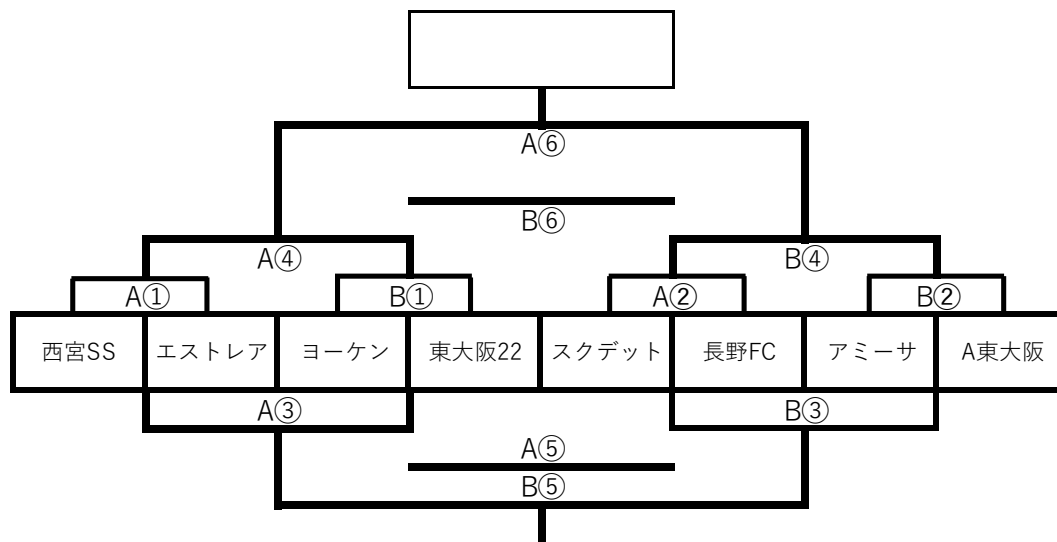 A⑥
B⑥
A④ B④
A① B① A② B②
西宮SS エストレア ヨーケン 東大阪22 スクデット 長野FC アミーサ A東大阪
A③ B③
A⑤
B⑤